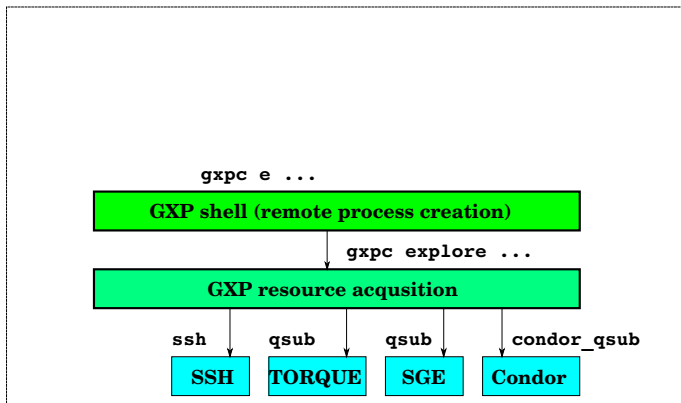 gxpc e ...
GXP shell (remote process creation)
gxpc explore ...
GXP resource acqusition
ssh qsub qsub condor_qsub
SSH TORQUE SGE Condor